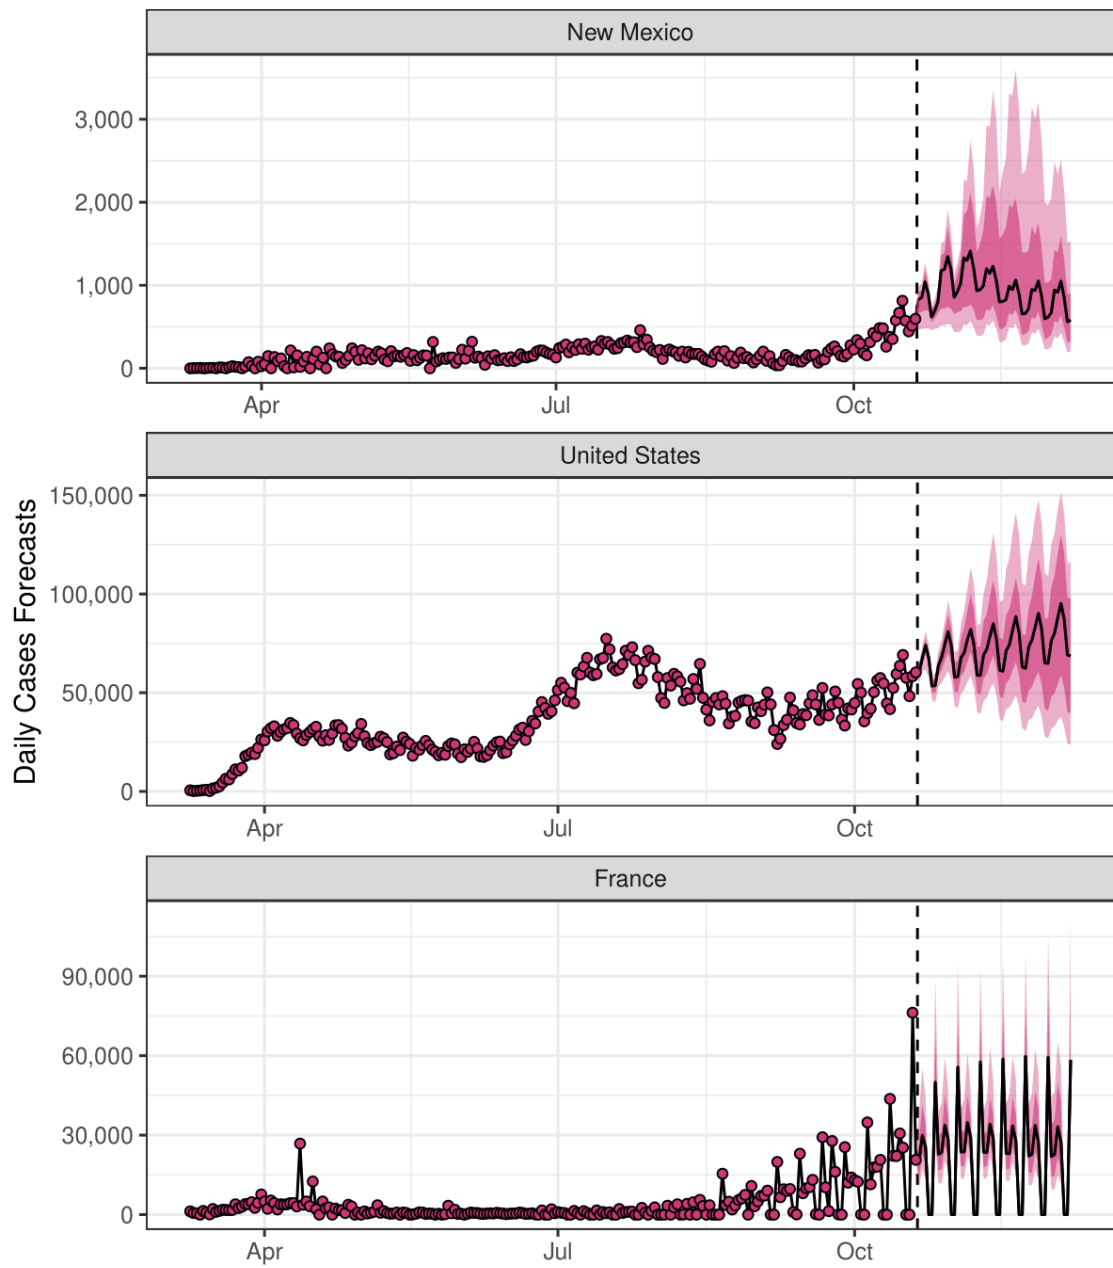 New Mexico
3,000
2,000
1,000
0
Apr
Jul
Oct
United States
150,000
100,000
50,000
0
Apr
Jul
Oct
France
90,000
60,000
30,000
0
Apr
Jul
Oct
Daily Cases Forecasts